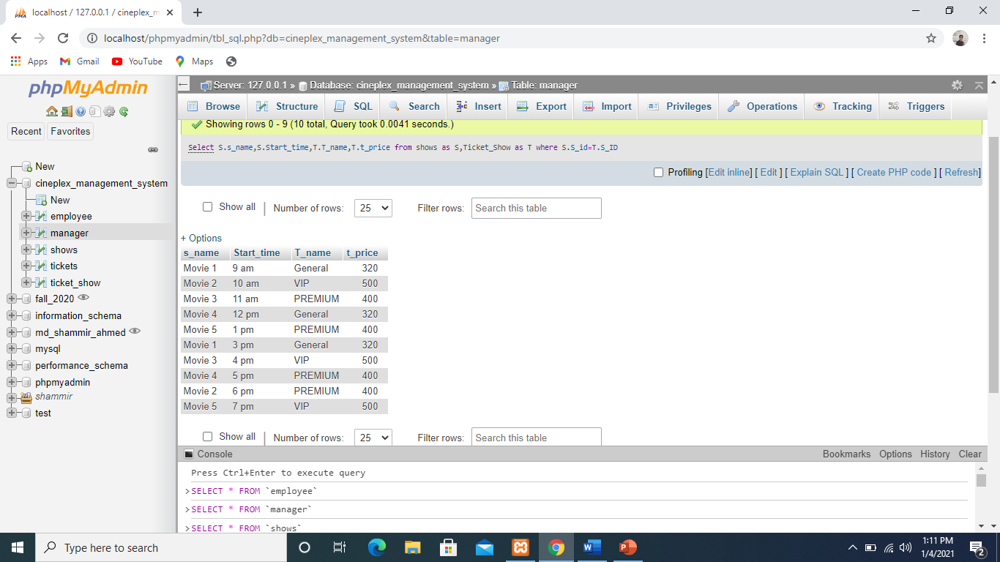 localhost / 127.0.0.1 / cineplex_m
localhost/phpmyadmin/tbl_sql.php?db=cineplex_management_system&table=manager
Apps Gmail YouTube Maps
phpMyAdmin
Recent Favorites
New
cineplex_management_system
New
employee
manager
shows
tickets
ticket_show
fall_2020
information_schema
md_shammir_ahmed
mysql
performance_schema
phpmyadmin
shammir
test
Server: 127.0.0.1 » Database: cineplex_management_system » Table: manager
Browse Structure SQL Search Insert Export Import Privileges Operations Tracking Triggers
Showing rows 0 - 9 (10 total, Query took 0.0041 seconds.)
Select S.s_name,S.Start_time,T.T_name,T.t_price from shows as S,Ticket_Show as T where S.S_id=T.S_ID
Profiling [Edit inline] [ Edit ] [ Explain SQL ] [ Create PHP code ] [ Refresh]
Show all | Number of rows: 25 Filter rows: Search this table
+ Options
s_name Start_time T_name t_price
Movie 1 9 am General 320
Movie 2 10 am VIP 500
Movie 3 11 am PREMIUM 400
Movie 4 12 pm General 320
Movie 5 1 pm PREMIUM 400
Movie 1 3 pm General 320
Movie 3 4 pm VIP 500
Movie 4 5 pm PREMIUM 400
Movie 2 6 pm PREMIUM 400
Movie 5 7 pm VIP 500
Show all | Number of rows: 25 Filter rows: Search this table
Console Bookmarks Options History Clear
Press Ctrl+Enter to execute query
>SELECT * FROM `employee`
>SELECT * FROM `manager`
>SELECT * FROM `shows`
Type here to search
1:11 PM
1/4/2021
2